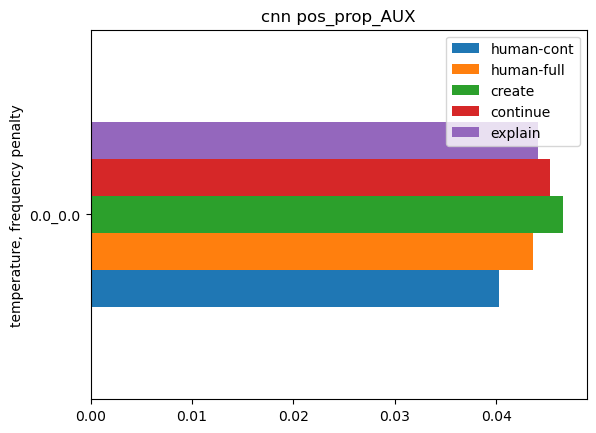 cnn pos_prop_AUX
human-cont
human-full
create
continue
explain
temperature, frequency penalty
0.0_0.0
0.00 0.01 0.02 0.03 0.04